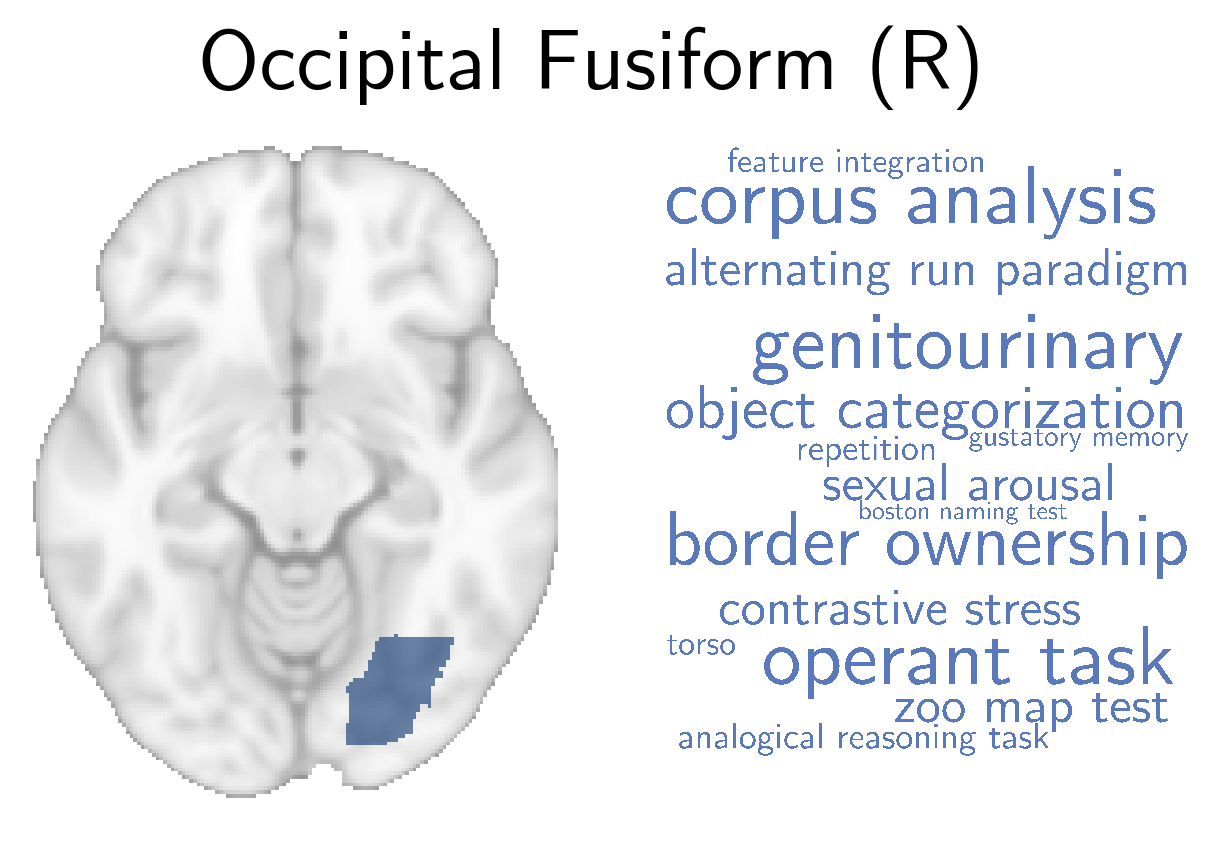 Occipital Fusiform (R)
feature integration
corpus analysis
alternating run paradigm
genitourinary
object categorization
gustatory memory
repetition
sexual arousal
boston naming test
border ownership
contrastive stress
torso
operant task
zoo map test
analogical reasoning task